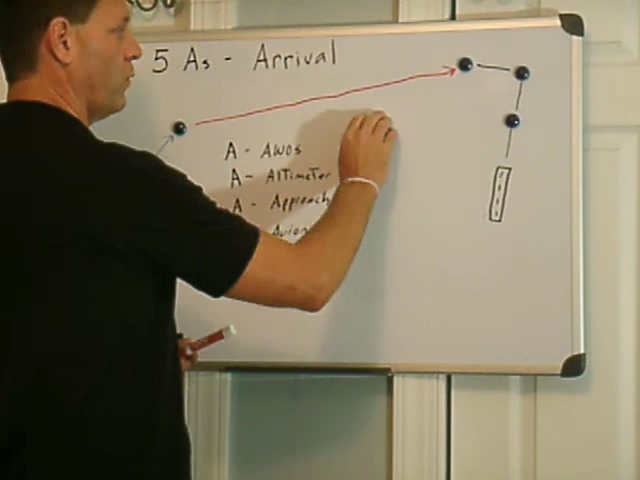 5 As - Arrival
A - Awos
A - Altimeter
A - Approach